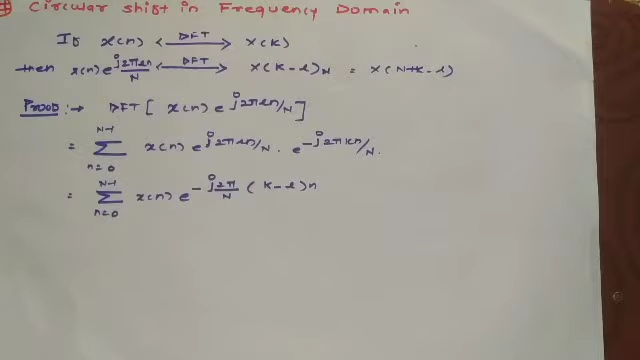 Circular shift in Frequency Domain
If x(n) <--DFT--> X(K)
then x(n) e^(j2πln/N) <--DFT--> X(K-l)_N = X(N+K-l)
Proof:→ DFT[ x(n) e^(j2πln/N) ]
= Σ_(n=0)^(N-1) x(n) e^(j2πln/N) . e^(-j2πKn/N).
= Σ_(n=0)^(N-1) x(n) e^(-j 2π/N (K-l)n)